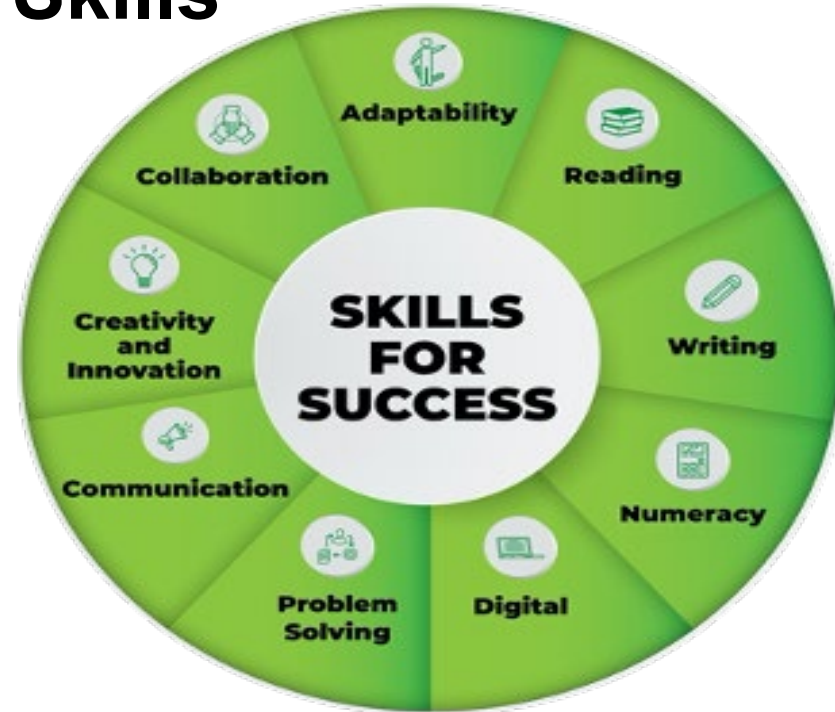 Skills
Adaptability
Reading
Writing
Numeracy
Digital
Problem
Solving
Communication
Creativity
and
Innovation
Collaboration
SKILLS
FOR
SUCCESS